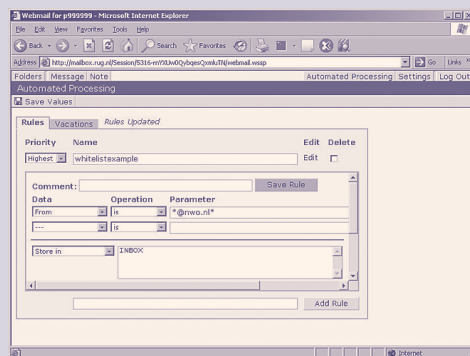 Webmail for p999999 - Microsoft Internet Explorer
File Edit View Favorites Tools Help
Back Search Favorites
Address http://mailbox.rug.nl/Session/5316-mYXUw0QybqesQxmluTNj/webmail.wssp Go Links »
Folders Message Note Automated Processing Settings Log Out
Automated Processing
Save Values
Rules Vacations Rules Updated
Priority Name Edit Delete
Highest whitelistexample Edit
Comment: Save Rule
Data Operation Parameter
From is *@nwo.nl*
--- is
Store in INBOX
Add Rule
Internet